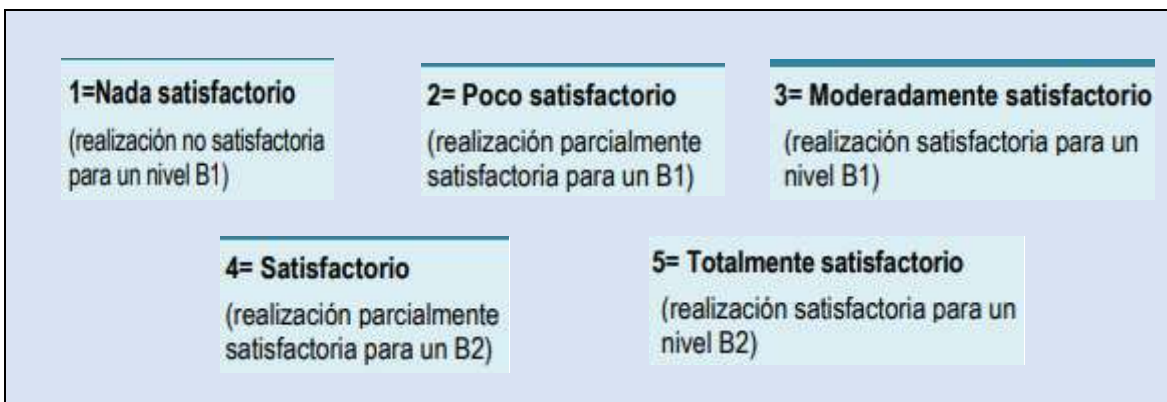 1=Nada satisfactorio
(realización no satisfactoria
para un nivel B1)
2= Poco satisfactorio
(realización parcialmente
satisfactoria para un B1)
3= Moderadamente satisfactorio
(realización satisfactoria para un
nivel B1)
4= Satisfactorio
(realización parcialmente
satisfactoria para un B2)
5= Totalmente satisfactorio
(realización satisfactoria para un
nivel B2)